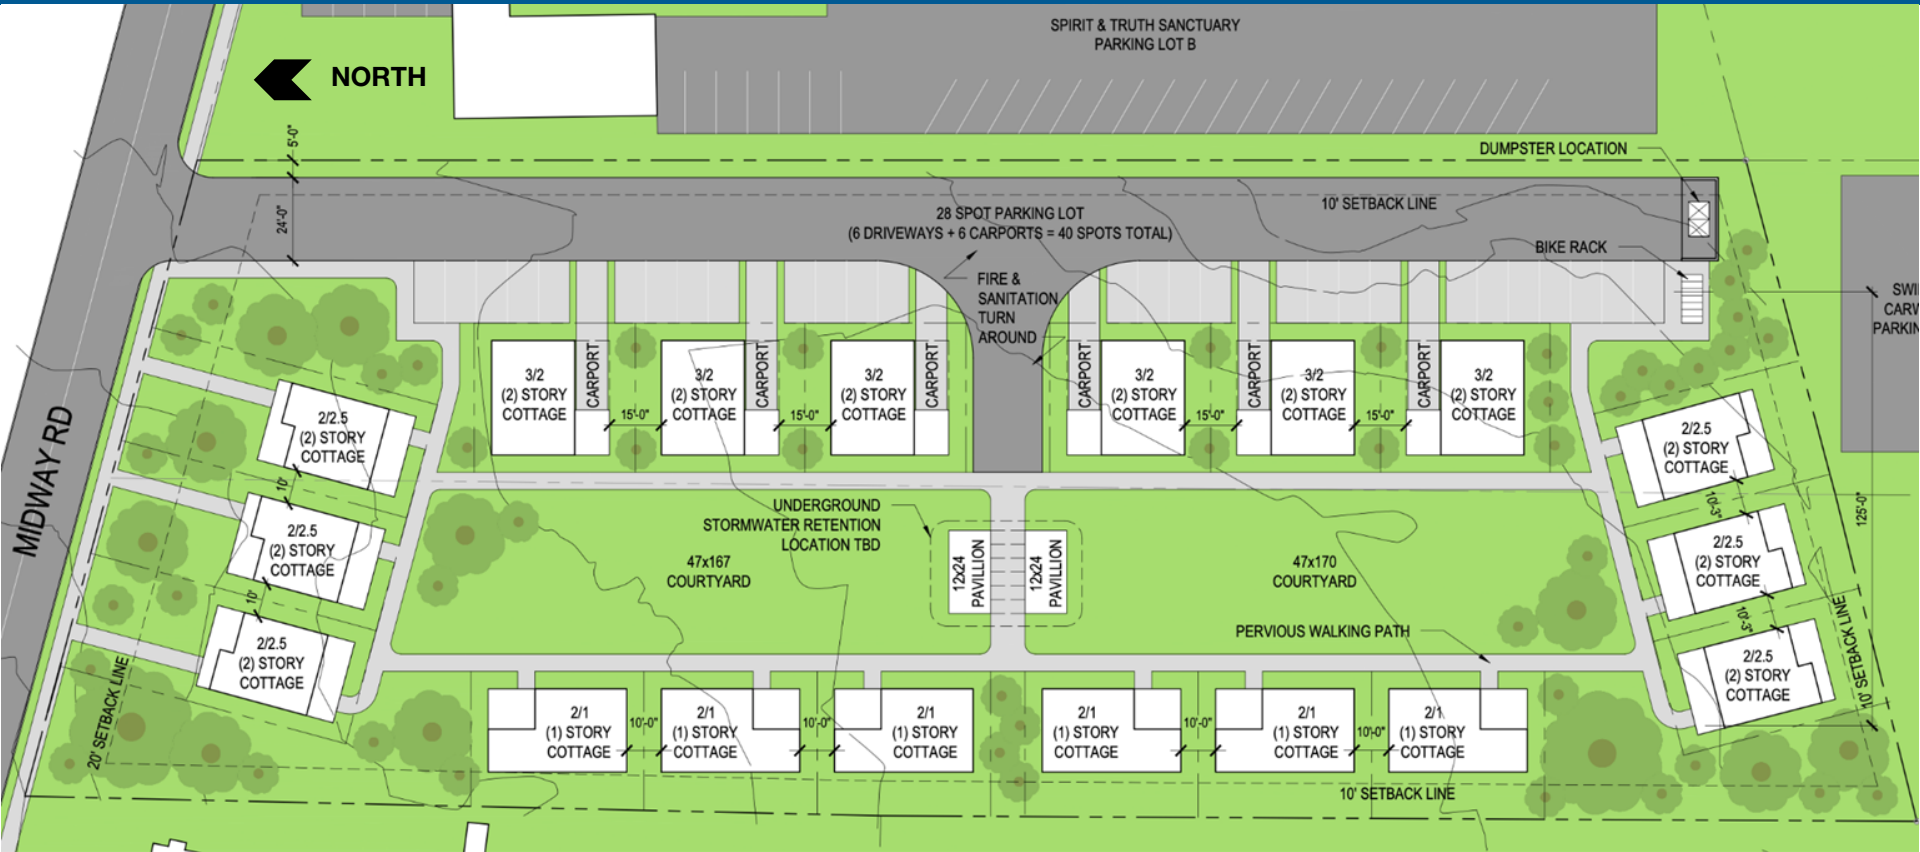 SPIRIT & TRUTH SANCTUARY
PARKING LOT B
NORTH
5'-0"
DUMPSTER LOCATION
24'-0"
10' SETBACK LINE
28 SPOT PARKING LOT
(6 DRIVEWAYS + 6 CARPORTS = 40 SPOTS TOTAL)
BIKE RACK
FIRE &
SANITATION
TURN
AROUND
SWI
CARW
PARKIN
3/2
(2) STORY
COTTAGE
CARPORT
15'-0"
3/2
(2) STORY
COTTAGE
CARPORT
15'-0"
3/2
(2) STORY
COTTAGE
CARPORT
CARPORT
3/2
(2) STORY
COTTAGE
15'-0"
CARPORT
3/2
(2) STORY
COTTAGE
15'-0"
CARPORT
3/2
(2) STORY
COTTAGE
MIDWAY RD
2/2.5
(2) STORY
COTTAGE
10'
2/2.5
(2) STORY
COTTAGE
10'
2/2.5
(2) STORY
COTTAGE
20' SETBACK LINE
UNDERGROUND
STORMWATER RETENTION
LOCATION TBD
47x167
COURTYARD
12x24
PAVILLION
12x24
PAVILLION
47x170
COURTYARD
PERVIOUS WALKING PATH
2/2.5
(2) STORY
COTTAGE
10'-3"
2/2.5
(2) STORY
COTTAGE
10'-3"
2/2.5
(2) STORY
COTTAGE
125'-0"
10' SETBACK LINE
2/1
(1) STORY
COTTAGE
10'-0"
2/1
(1) STORY
COTTAGE
10'-0"
2/1
(1) STORY
COTTAGE
2/1
(1) STORY
COTTAGE
10'-0"
2/1
(1) STORY
COTTAGE
10'-0"
2/1
(1) STORY
COTTAGE
10' SETBACK LINE